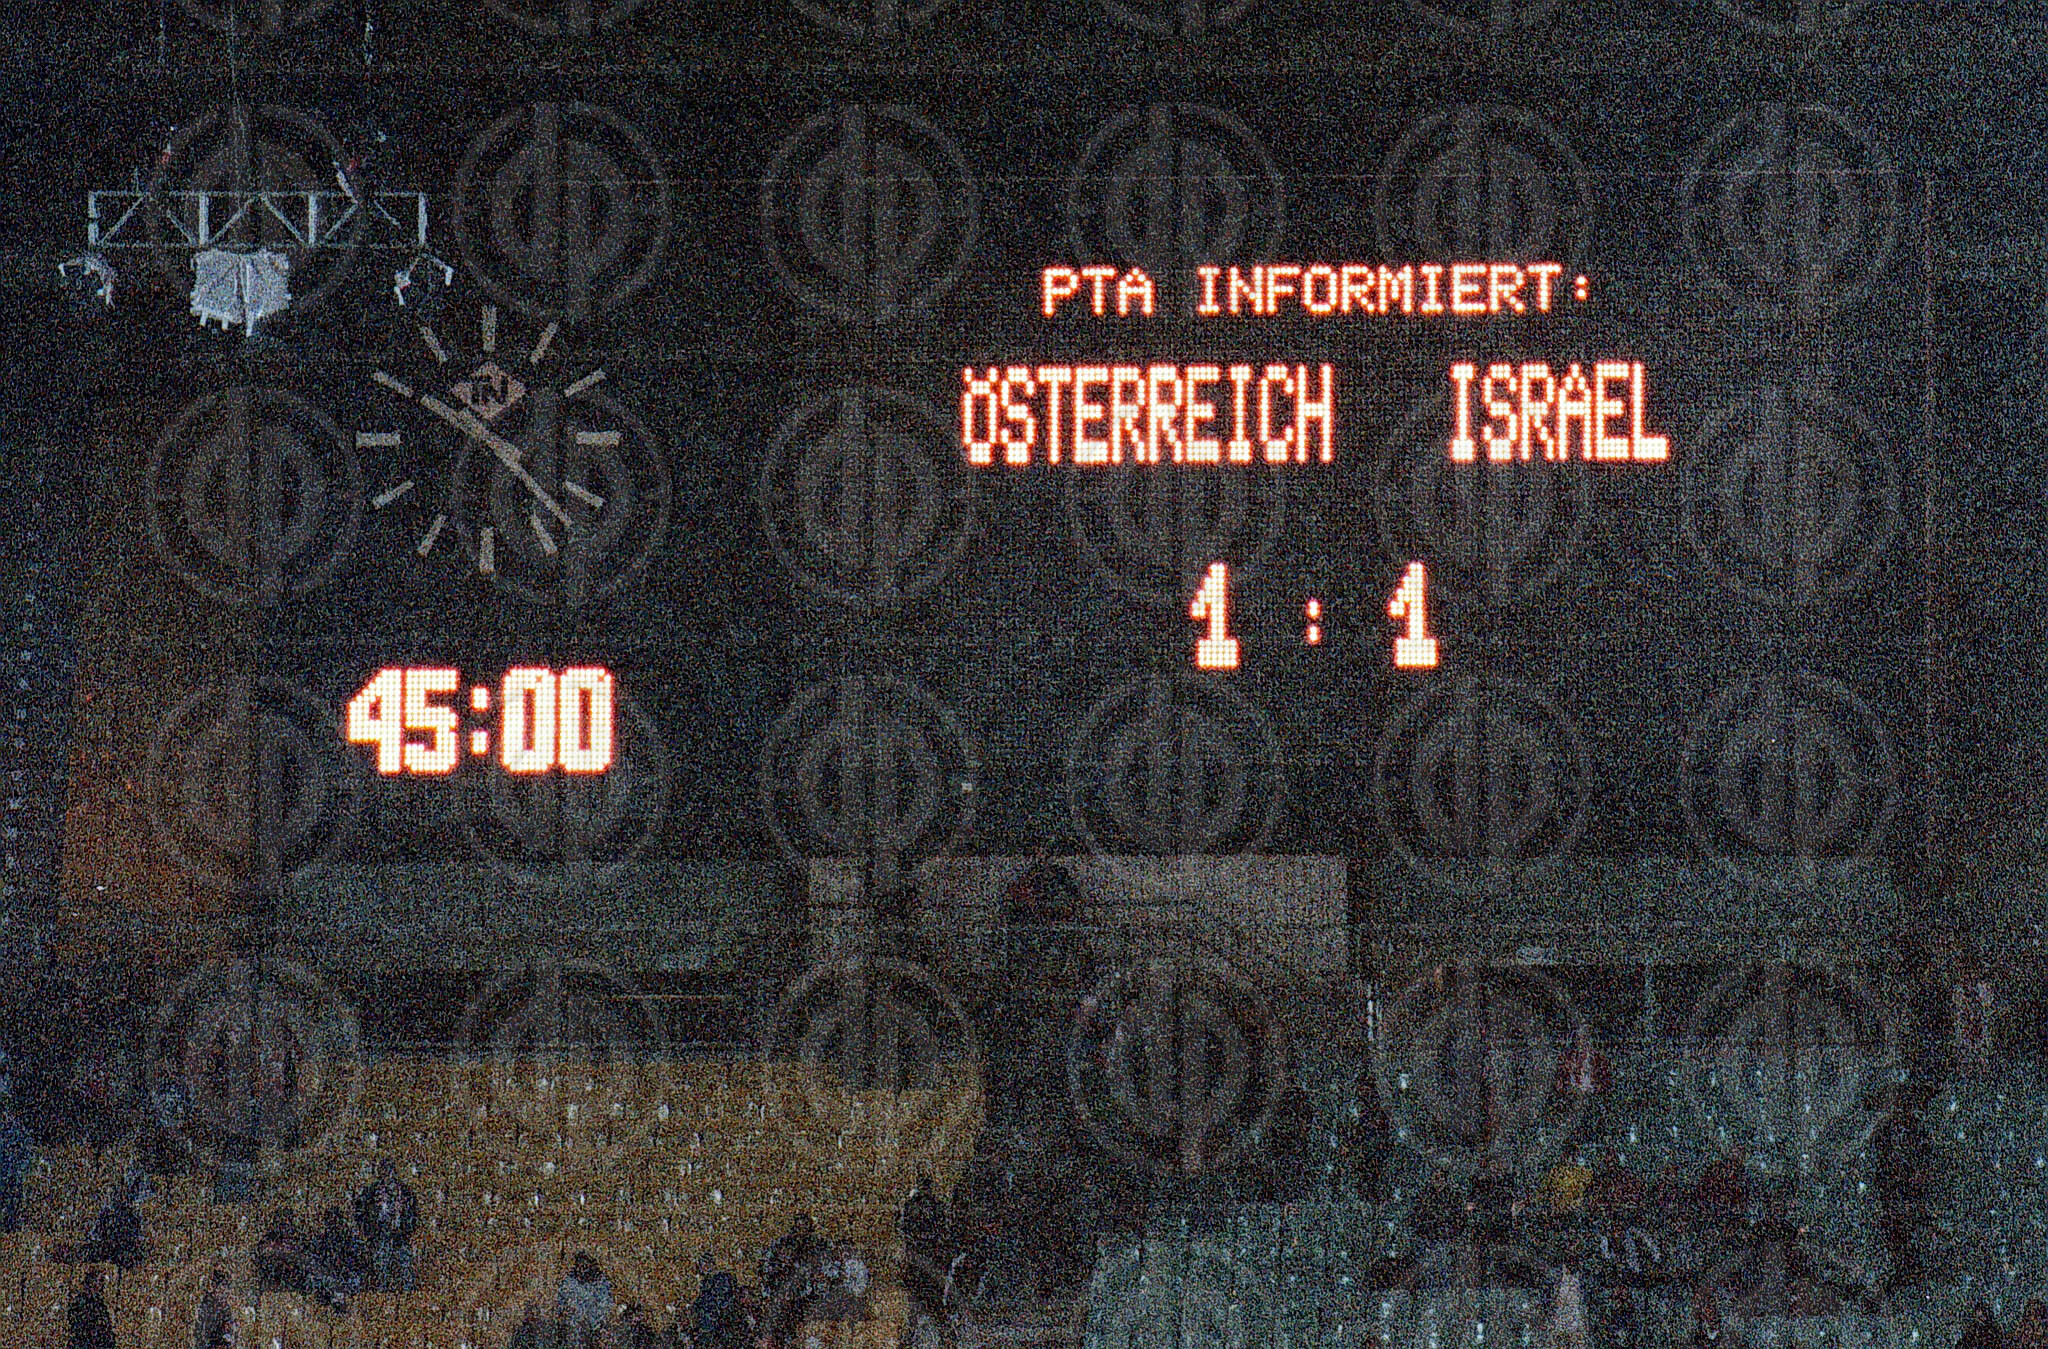 PTA INFORMIERT:
ÖSTERREICH ISRAEL
1 : 1
45:00